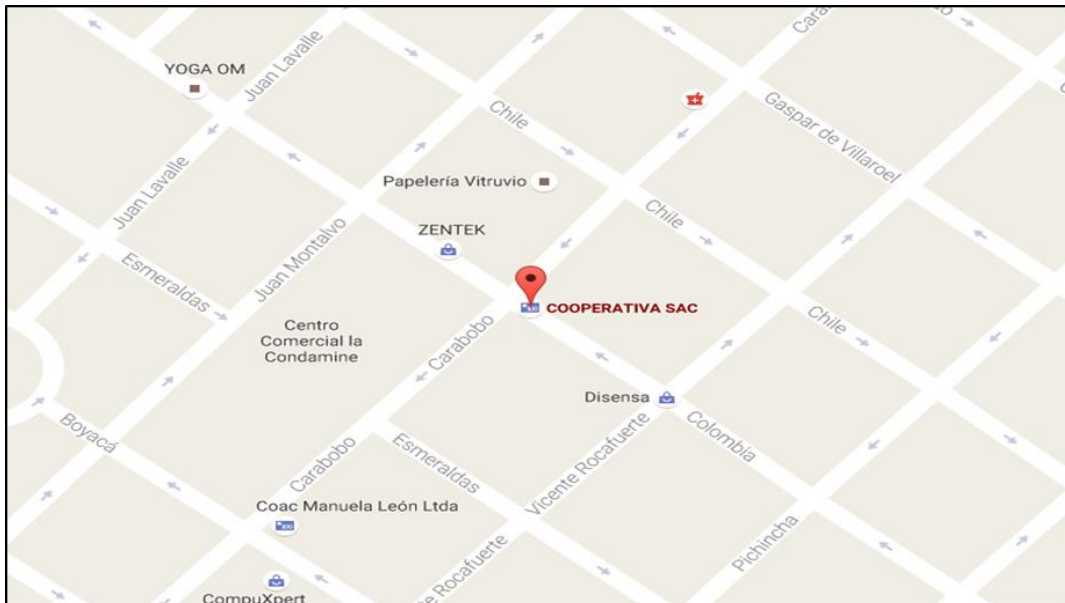 Cara
YOGA OM
Juan Lavalle
Chile
Gaspar de Villaroel
Papelería Vitruvio
Juan Lavalle
Chile
ZENTEK
Juan Montalvo
Esmeraldas
COOPERATIVA SAC
Chile
Centro
Comercial la
Condamine
Carabobo
Disensa
Boyacá
Colombia
Carabobo
Esmeraldas
Vicente Rocafuerte
Coac Manuela León Ltda
Pichincha
e Rocafuerte
CompuXpert